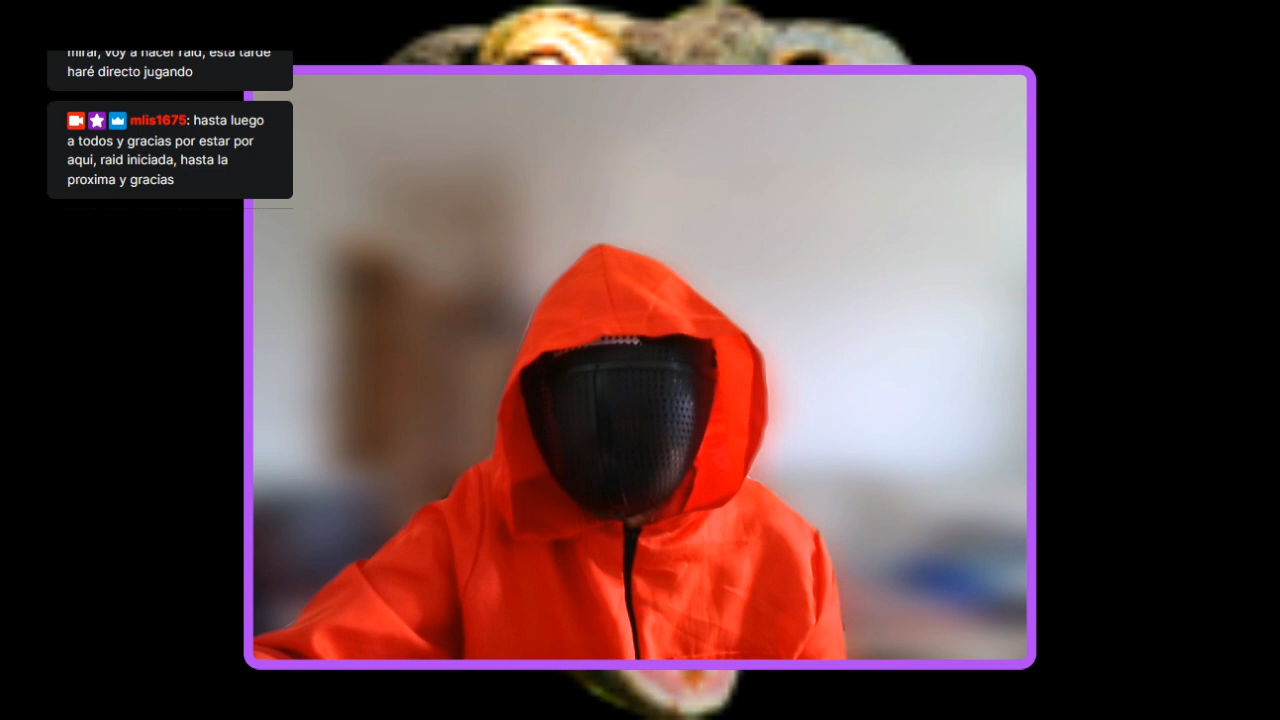 mirar, voy a hacer raid, esta tarde
haré directo jugando
mlis1675: hasta luego
a todos y gracias por estar por
aqui, raid iniciada, hasta la
proxima y gracias